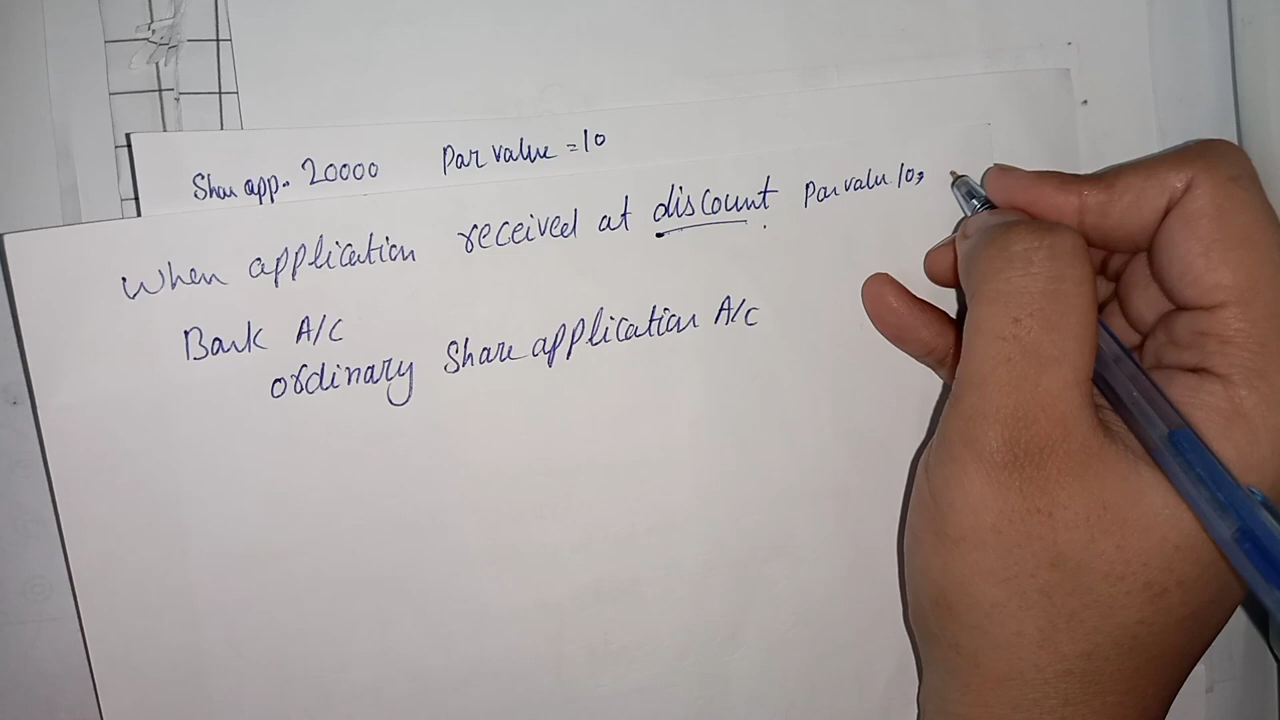 Share app. 20000 Par value = 10
When application received at discount Par value 10,
Bank A/C
ordinary Share application A/C